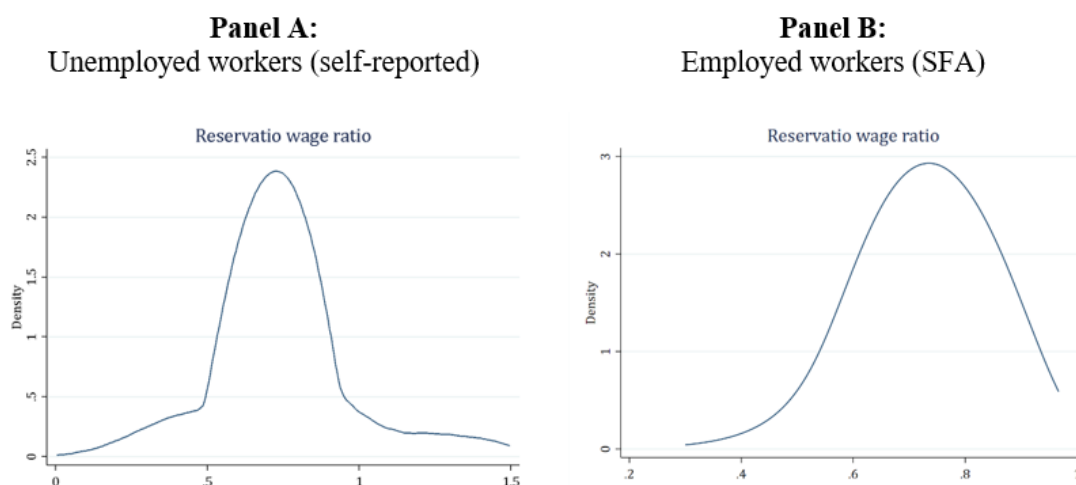 Panel A:
Unemployed workers (self-reported)
Reservatio wage ratio
Density
2.5
2
1.5
1
.5
0
0
.5
1
1.5
Panel B:
Employed workers (SFA)
Reservatio wage ratio
Density
3
2
1
0
.2
.4
.6
.8